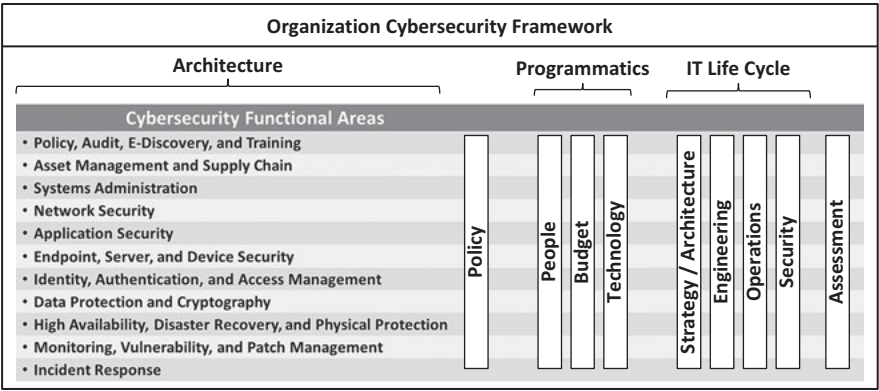 Organization Cybersecurity Framework
Architecture
Programmatics
IT Life Cycle
Cybersecurity Functional Areas
• Policy, Audit, E-Discovery, and Training
• Asset Management and Supply Chain
• Systems Administration
• Network Security
• Application Security
• Endpoint, Server, and Device Security
• Identity, Authentication, and Access Management
• Data Protection and Cryptography
• High Availability, Disaster Recovery, and Physical Protection
• Monitoring, Vulnerability, and Patch Management
• Incident Response
Policy
People
Budget
Technology
Strategy / Architecture
Engineering
Operations
Security
Assessment